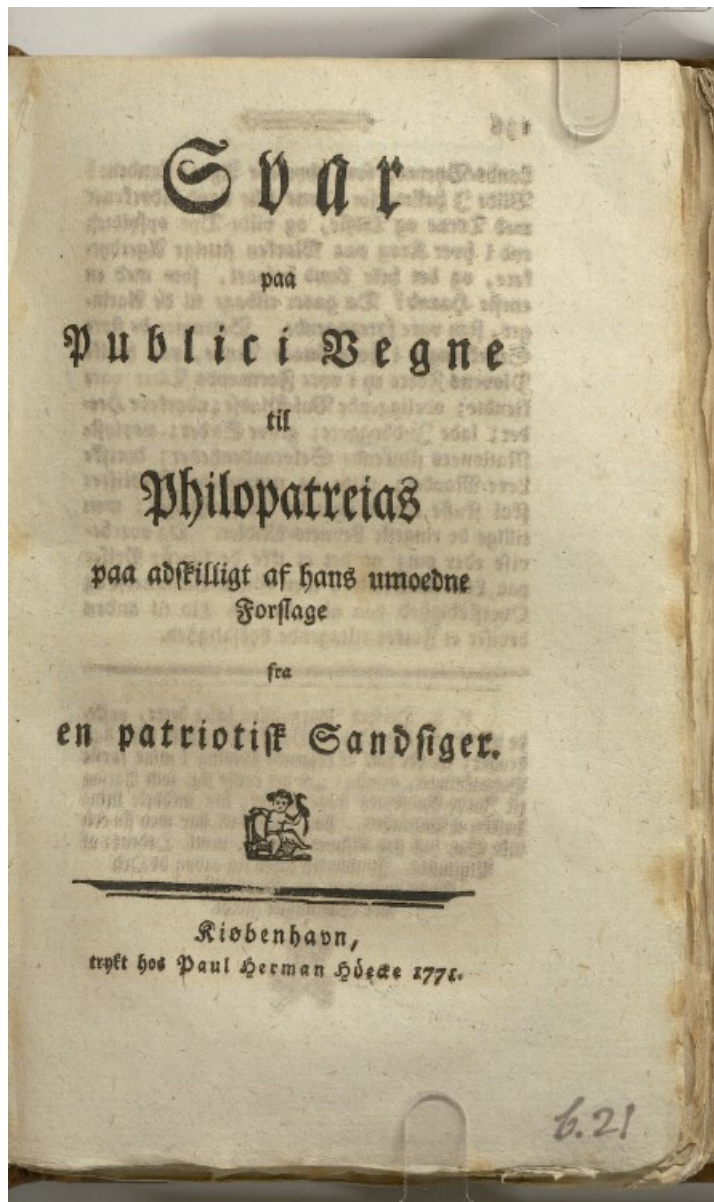 Svar
paa
Publici Vegne
til
Philopatreias
paa adskilligt af hans umoedne
Forslage
fra
en patriotisk Sandsiger.
Kiøbenhavn,
trykt hos Paul Herman Höecke 1771.
6.21